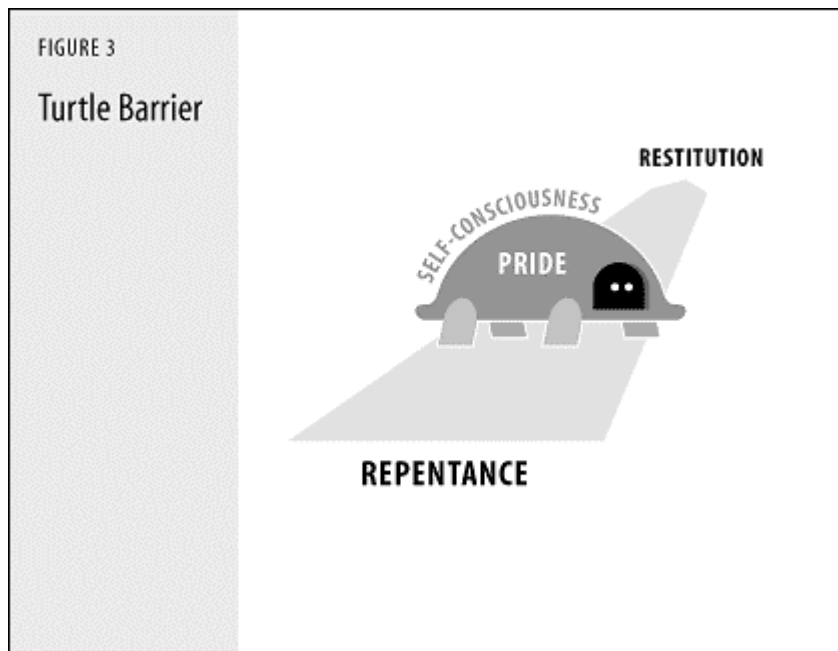 FIGURE 3
Turtle Barrier
RESTITUTION
SELF-CONSCIOUSNESS
PRIDE
REPENTANCE